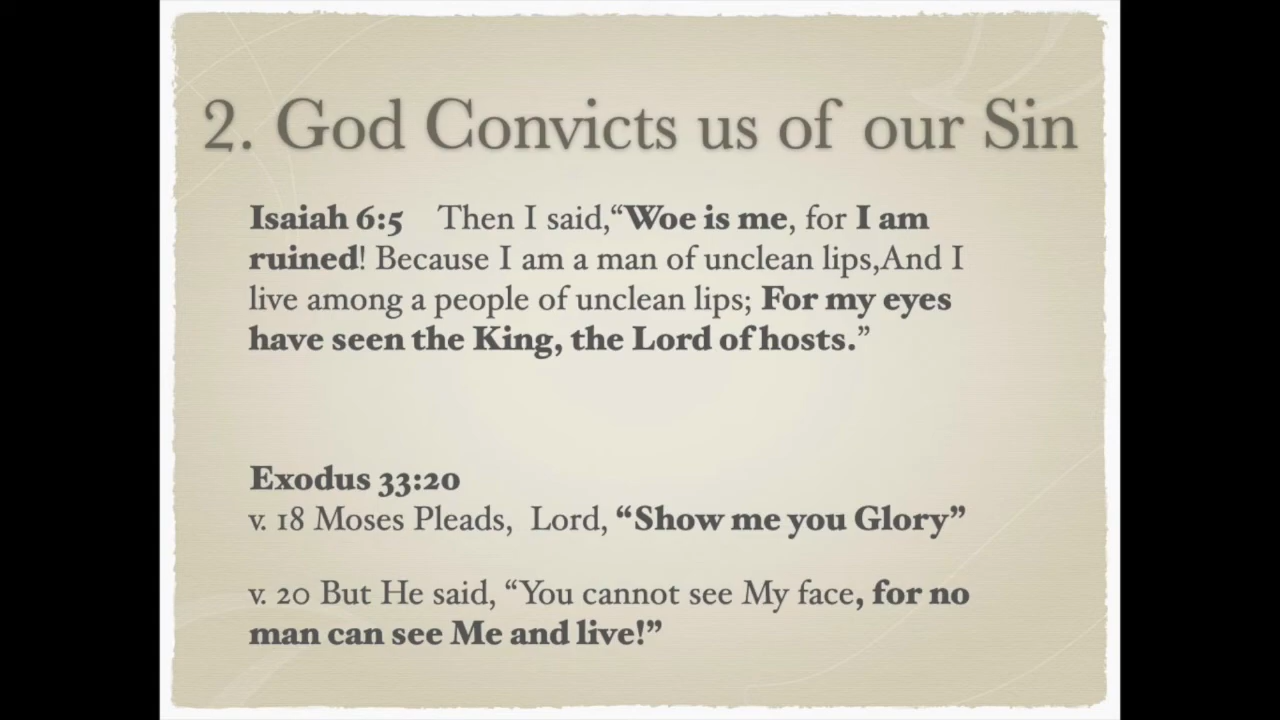 2. God Convicts us of our Sin
Isaiah 6:5 Then I said,“Woe is me, for I am
ruined! Because I am a man of unclean lips,And I
live among a people of unclean lips; For my eyes
have seen the King, the Lord of hosts.”
Exodus 33:20
v. 18 Moses Pleads, Lord, “Show me you Glory”
v. 20 But He said, “You cannot see My face, for no
man can see Me and live!”